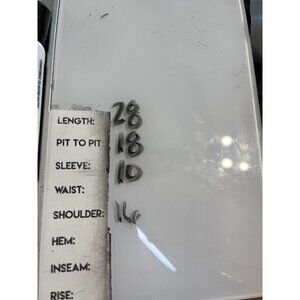 LENGTH: 28
PIT TO PIT 18
SLEEVE: 10
WAIST:
SHOULDER: 16
HEM:
INSEAM:
RISE: